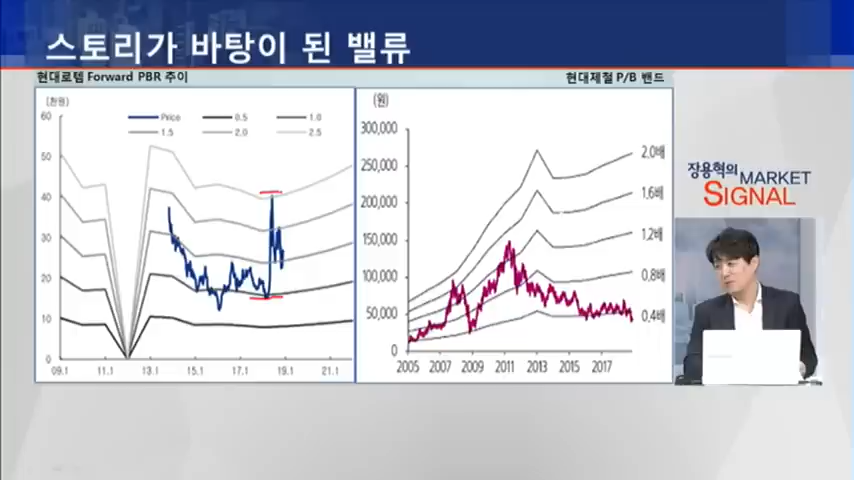 스토리가 바탕이 된 밸류
현대로템 Forward PBR 추이
현대제철 P/B 밴드
(천원)
Price 0.5 1.0
1.5 2.0 2.5
60
50
40
30
20
10
0
09.1 11.1 13.1 15.1 17.1 19.1 21.1
(원)
300,000
250,000
200,000
150,000
100,000
50,000
0
2.0배
1.6배
1.2배
0.8배
0.4배
2005 2007 2009 2011 2013 2015 2017
장용혁의
MARKET
SIGNAL